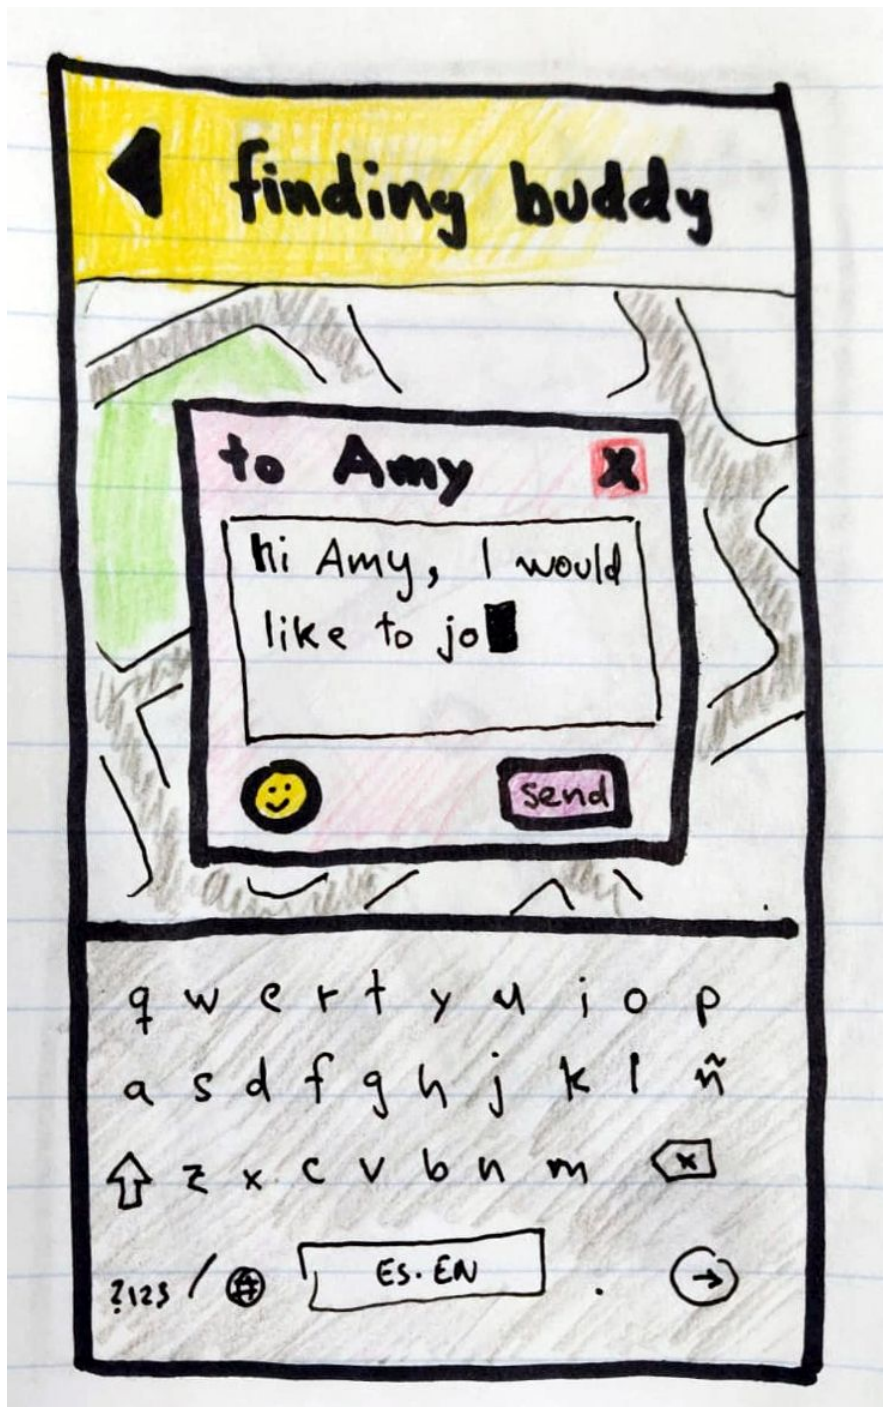 finding buddy
to Amy x
hi Amy, I would
like to jo
send
q w e r t y u i o p
a s d f g h j k l ñ
z x c v b n m x
?123 / ES·EN .